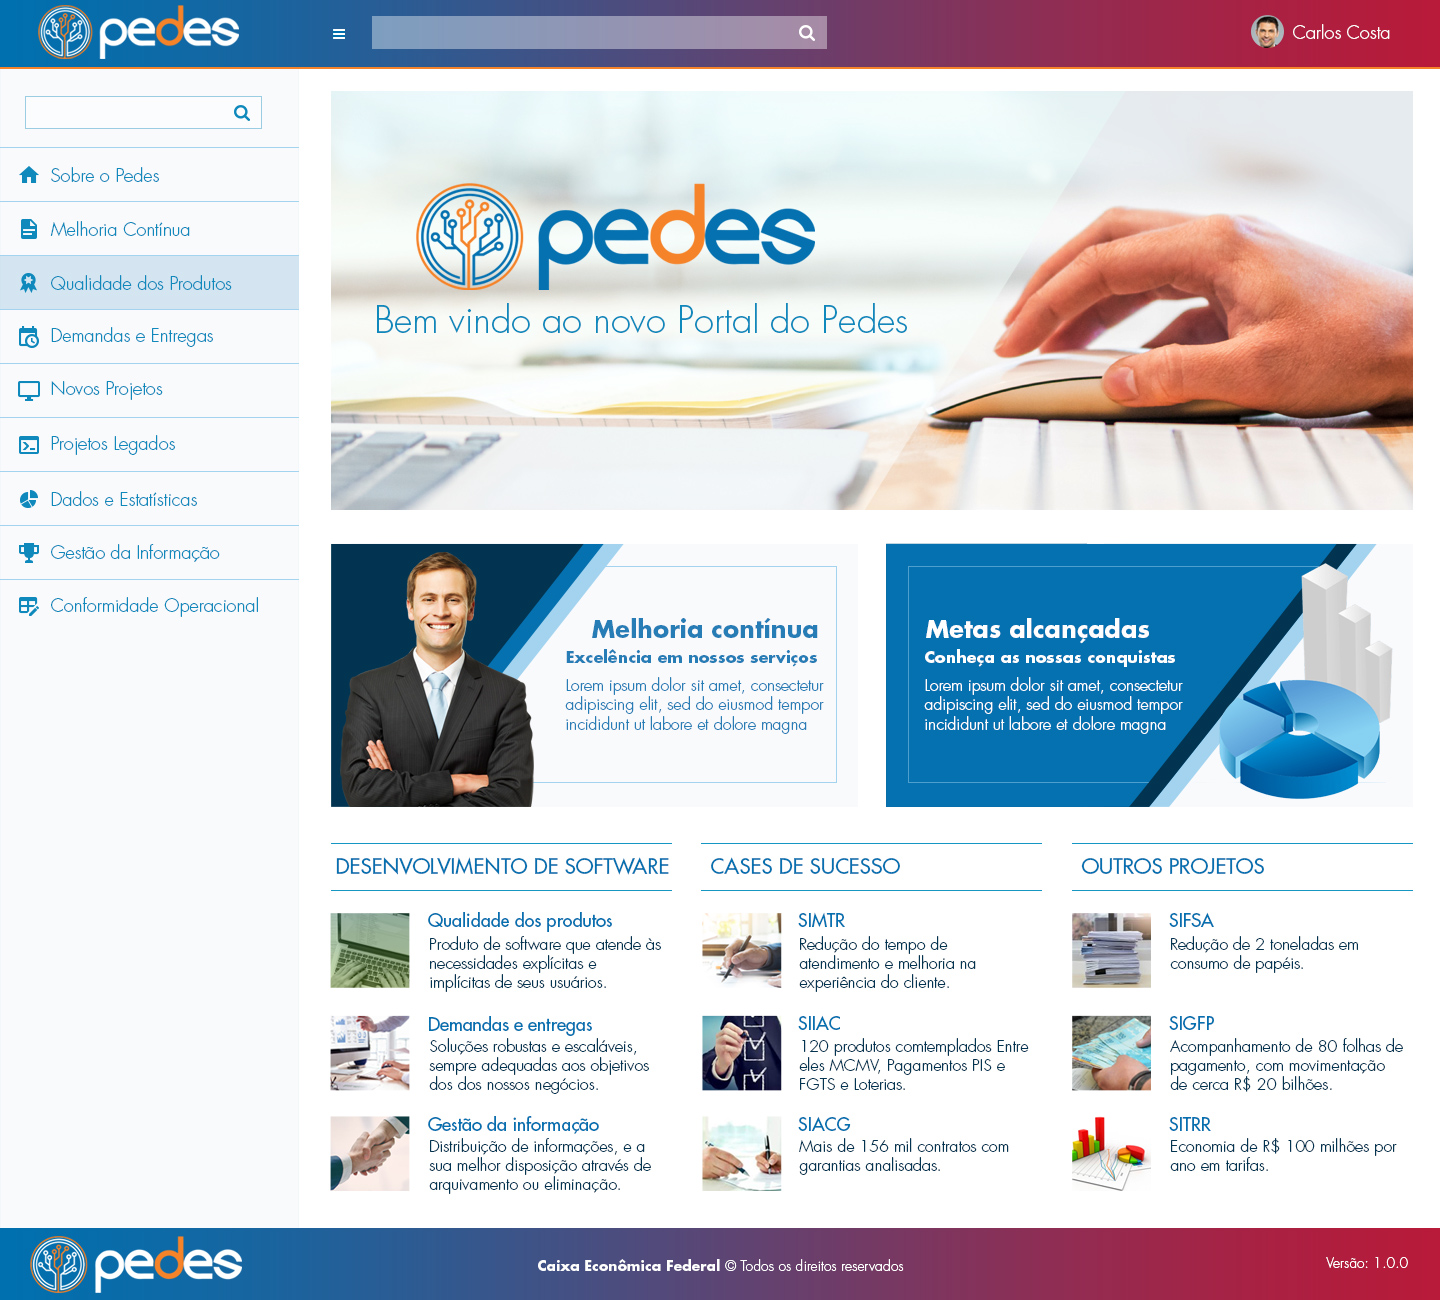 pedes
Carlos Costa
Sobre o Pedes
Melhoria Contínua
Qualidade dos Produtos
Demandas e Entregas
Novos Projetos
Projetos Legados
Dados e Estatísticas
Gestão da Informação
Conformidade Operacional
pedes
Bem vindo ao novo Portal do Pedes
Melhoria contínua
Excelência em nossos serviços
Lorem ipsum dolor sit amet, consectetur
adipiscing elit, sed do eiusmod tempor
incididunt ut labore et dolore magna
Metas alcançadas
Conheça as nossas conquistas
Lorem ipsum dolor sit amet, consectetur
adipiscing elit, sed do eiusmod tempor
incididunt ut labore et dolore magna
DESENVOLVIMENTO DE SOFTWARE
Qualidade dos produtos
Produto de software que atende às
necessidades explícitas e
implícitas de seus usuários.
Demandas e entregas
Soluções robustas e escaláveis,
sempre adequadas aos objetivos
dos dos nossos negócios.
Gestão da informação
Distribuição de informações, e a
sua melhor disposição através de
arquivamento ou eliminação.
CASES DE SUCESSO
SIMTR
Redução do tempo de
atendimento e melhoria na
experiência do cliente.
SIIAC
120 produtos comtemplados Entre
eles MCMV, Pagamentos PIS e
FGTS e Loterias.
SIACG
Mais de 156 mil contratos com
garantias analisadas.
OUTROS PROJETOS
SIFSA
Redução de 2 toneladas em
consumo de papéis.
SIGFP
Acompanhamento de 80 folhas de
pagamento, com movimentação
de cerca R$ 20 bilhões.
SITRR
Economia de R$ 100 milhões por
ano em tarifas.
pedes
Caixa Econômica Federal © Todos os direitos reservados
Versão: 1.0.0